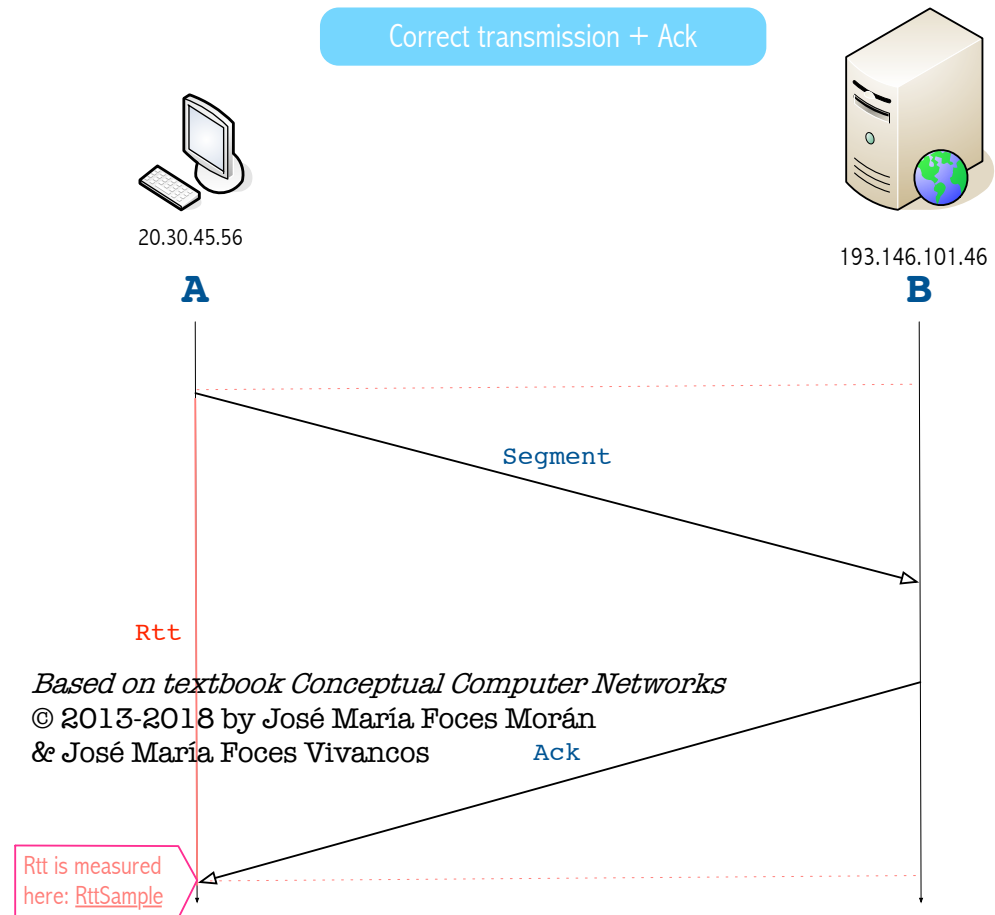 Correct transmission + Ack
20.30.45.56
193.146.101.46
A
B
Segment
Rtt
Based on textbook Conceptual Computer Networks
© 2013-2018 by José María Foces Morán
& José María Foces Vivancos
Ack
Rtt is measured
here: RttSample